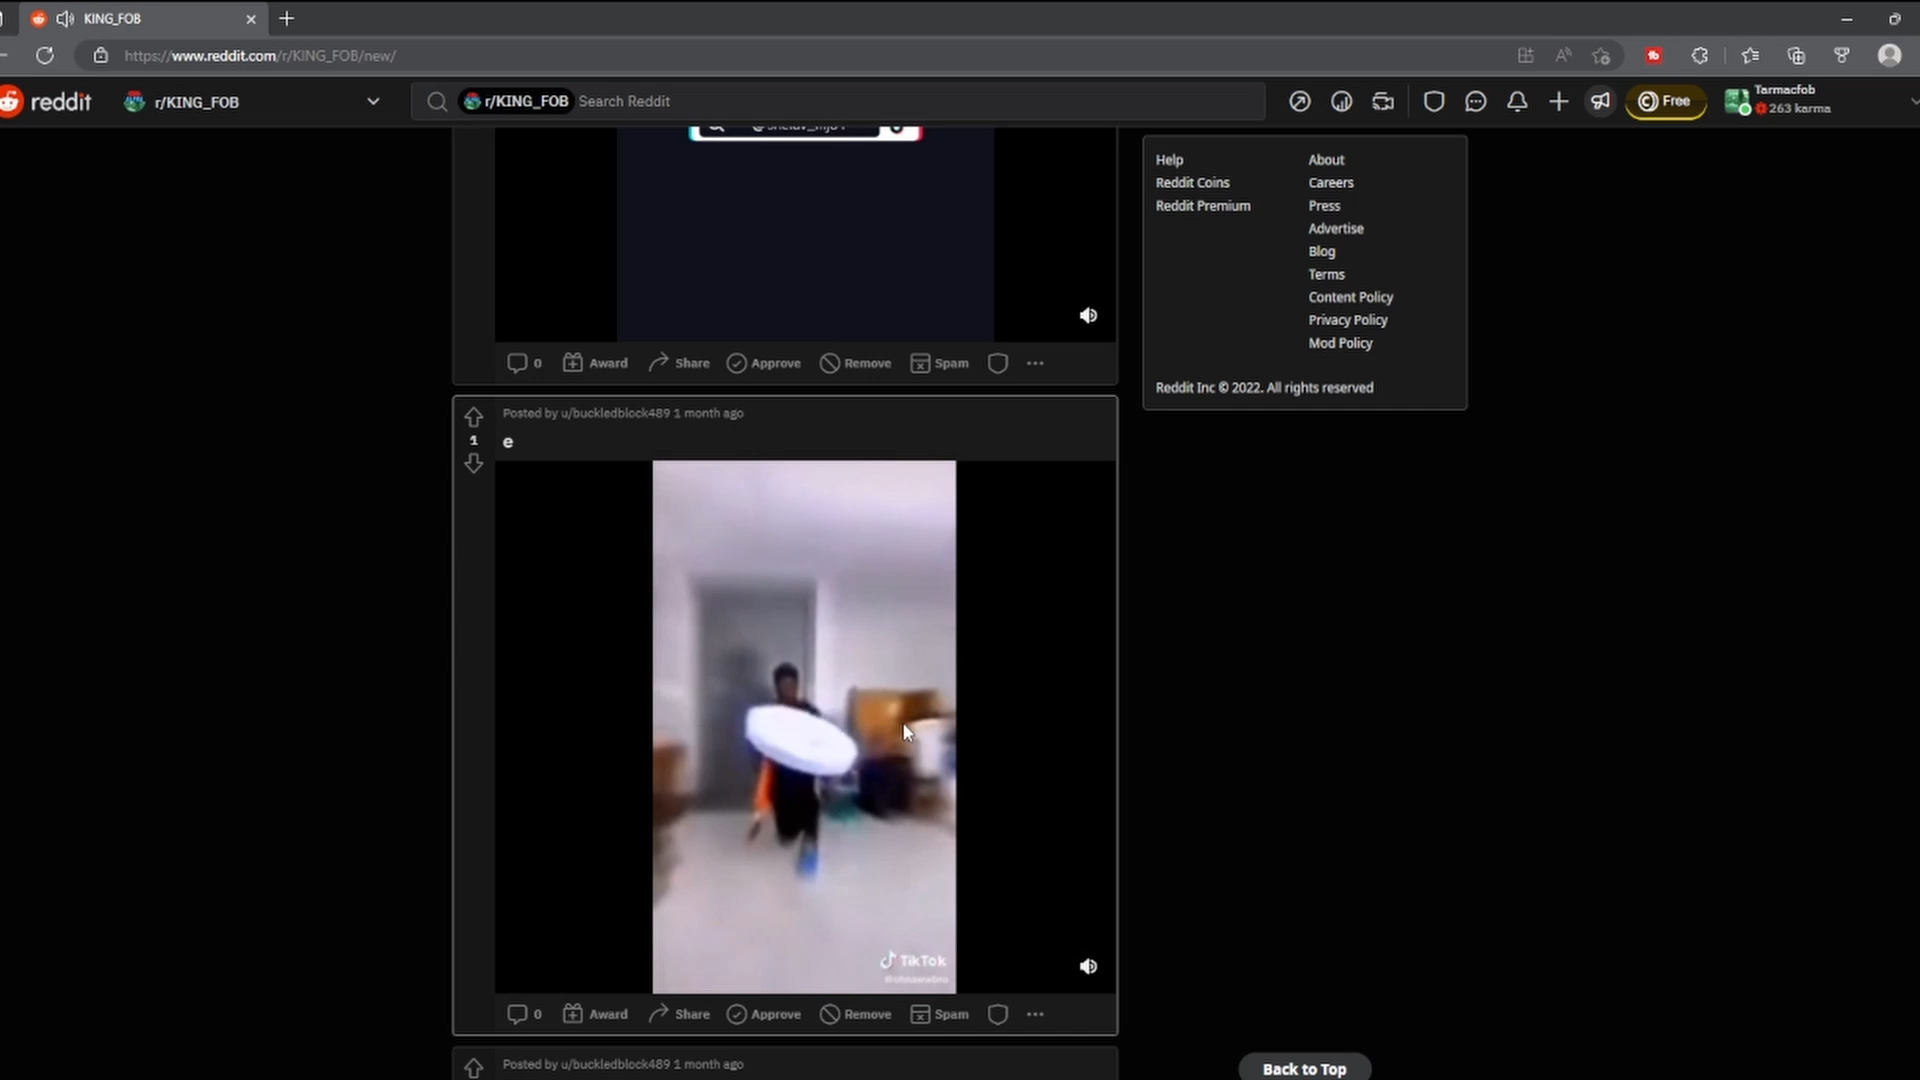 KING_FOB
https://www.reddit.com/r/KING_FOB/new/
reddit
r/KING_FOB
r/KING_FOB Search Reddit
Free
Tarmacfob
263 karma
Help
About
Reddit Coins
Careers
Reddit Premium
Press
Advertise
Blog
Terms
Content Policy
Privacy Policy
Mod Policy
Reddit Inc © 2022. All rights reserved
0 Award Share Approve Remove Spam
Posted by u/buckledblock489 1 month ago
1
e
TikTok
0 Award Share Approve Remove Spam
Posted by u/buckledblock489 1 month ago
Back to Top